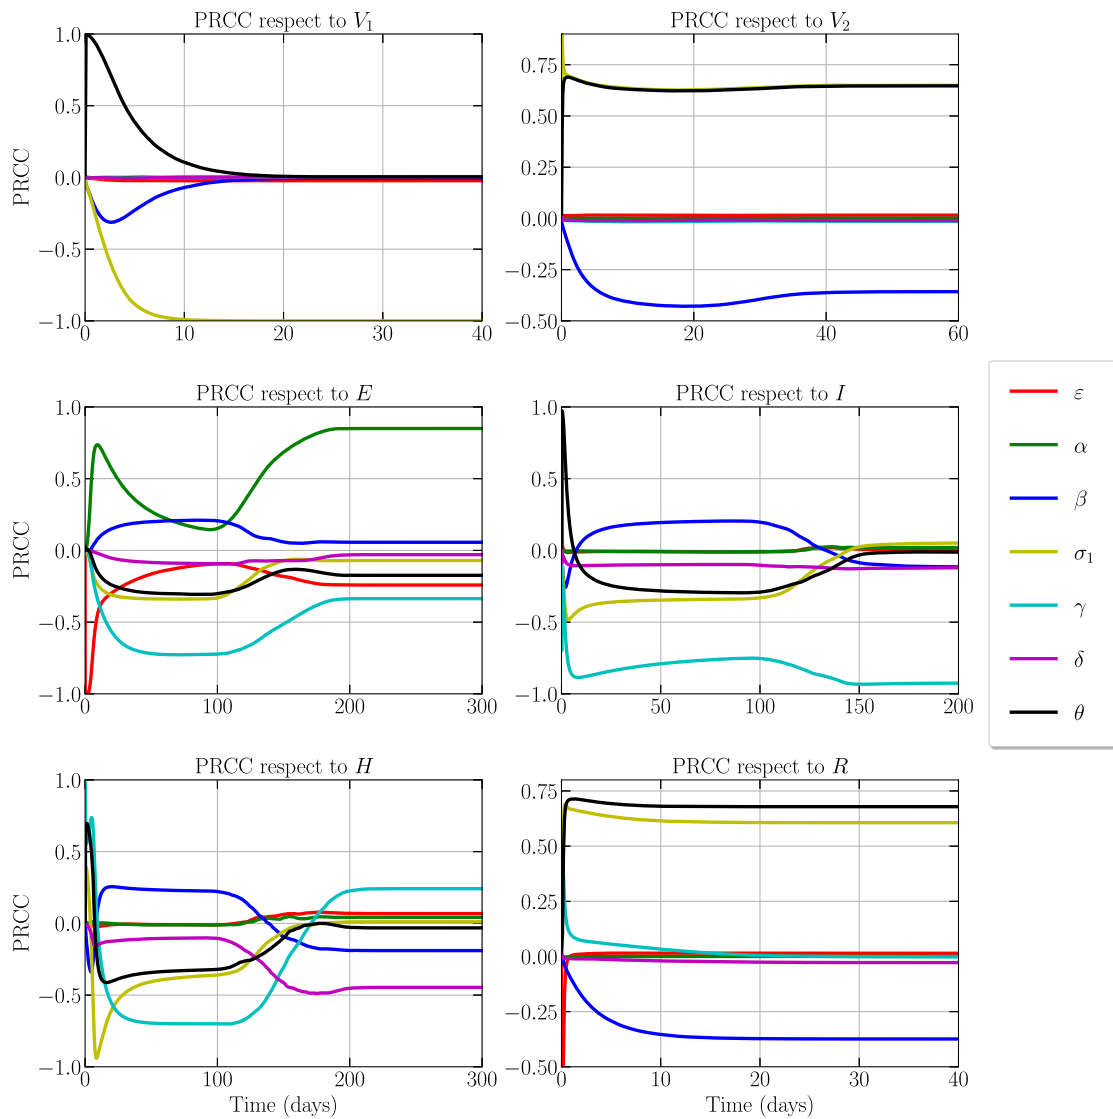 PRCC respect to V₁
PRCC respect to V₂
PRCC
1.0
0.5
0.0
−0.5
−1.0
0 10 20 30 40
0.75
0.50
0.25
0.00
−0.25
−0.50
0 20 40 60
PRCC respect to E
PRCC respect to I
PRCC
1.0
0.5
0.0
−0.5
−1.0
0 100 200 300
1.0
0.5
0.0
−0.5
−1.0
0 50 100 150 200
ε
α
β
σ₁
γ
δ
θ
PRCC respect to H
PRCC respect to R
PRCC
1.0
0.5
0.0
−0.5
−1.0
0 100 200 300
Time (days)
0.75
0.50
0.25
0.00
−0.25
−0.50
0 10 20 30 40
Time (days)